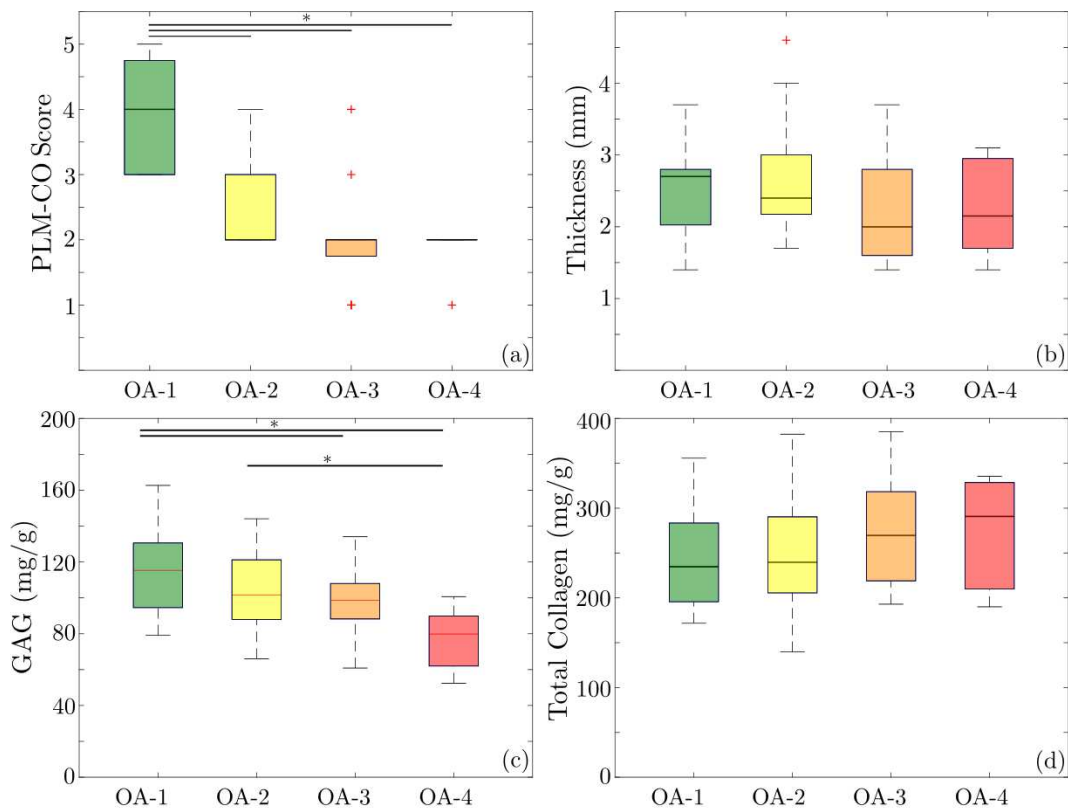 *
5
4
3
2
1
PLM-CO Score
(a)
OA-1 OA-2 OA-3 OA-4
4
3
2
1
Thickness (mm)
(b)
OA-1 OA-2 OA-3 OA-4
*
*
200
160
120
80
40
0
GAG (mg/g)
(c)
OA-1 OA-2 OA-3 OA-4
400
300
200
100
0
Total Collagen (mg/g)
(d)
OA-1 OA-2 OA-3 OA-4